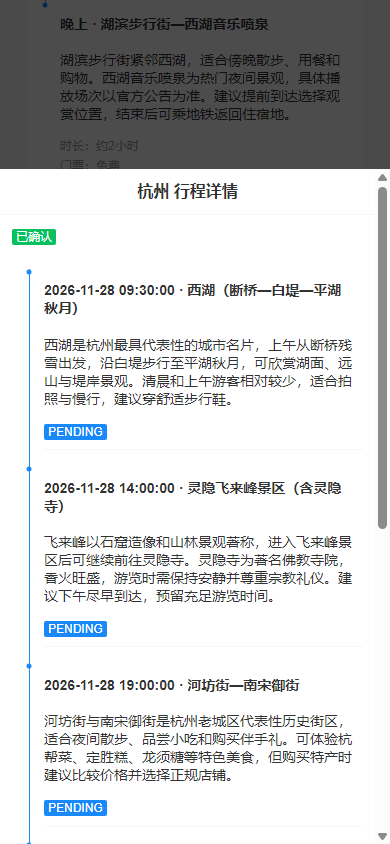 晚上 · 湖滨步行街—西湖音乐喷泉
湖滨步行街紧邻西湖，适合傍晚散步、用餐和
购物。西湖音乐喷泉为热门夜间景观，具体播
放场次以官方公告为准。建议提前到达选择观
赏位置，结束后可乘地铁返回住宿地。
时长：约2小时
门票：免费
杭州 行程详情
已确认
2026-11-28 09:30:00 · 西湖（断桥—白堤—平湖
秋月）
西湖是杭州最具代表性的城市名片，上午从断桥残
雪出发，沿白堤步行至平湖秋月，可欣赏湖面、远
山与堤岸景观。清晨和上午游客相对较少，适合拍
照与慢行，建议穿舒适步行鞋。
PENDING
2026-11-28 14:00:00 · 灵隐飞来峰景区（含灵隐
寺）
飞来峰以石窟造像和山林景观著称，进入飞来峰景
区后可继续前往灵隐寺。灵隐寺为著名佛教寺院，
香火旺盛，游览时需保持安静并尊重宗教礼仪。建
议下午尽早到达，预留充足游览时间。
PENDING
2026-11-28 19:00:00 · 河坊街—南宋御街
河坊街与南宋御街是杭州老城区代表性历史街区，
适合夜间散步、品尝小吃和购买伴手礼。可体验杭
帮菜、定胜糕、龙须糖等特色美食，但购买特产时
建议比较价格并选择正规店铺。
PENDING